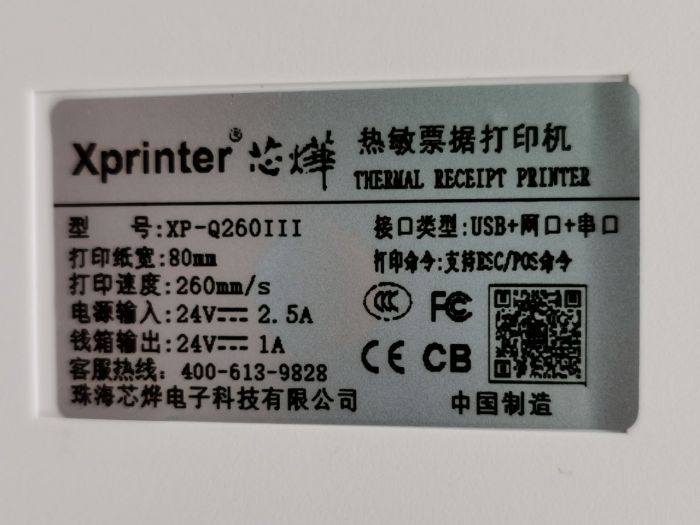 Xprinter® 芯烨 热敏票据打印机
THERMAL RECEIPT PRINTER
型 号:XP-Q260III 接口类型:USB+网口+串口
打印纸宽:80mm 打印命令:支持ESC/POS命令
打印速度:260mm/s
电源输入:24V⎓2.5A
钱箱输出:24V⎓1A
CCC FC
CE CB
客服热线: 400-613-9828
珠海芯烨电子科技有限公司 中国制造